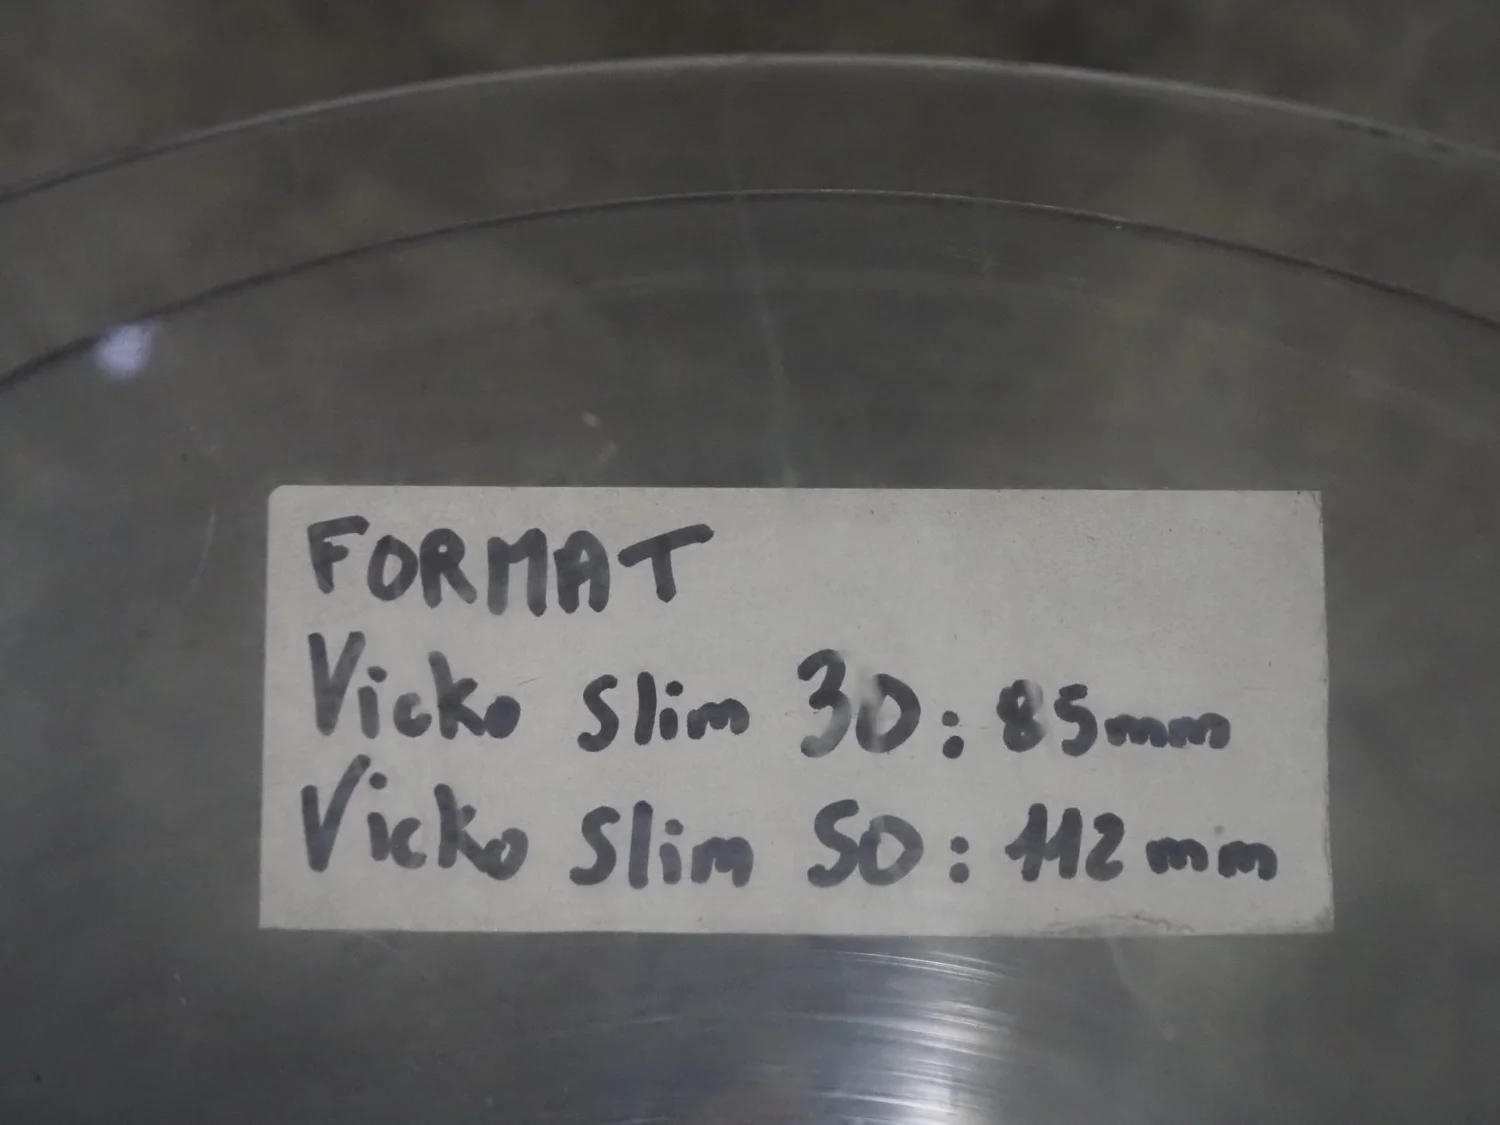 FORMAT
Vicko Slim 30: 85mm
Vicko Slim 50: 112mm